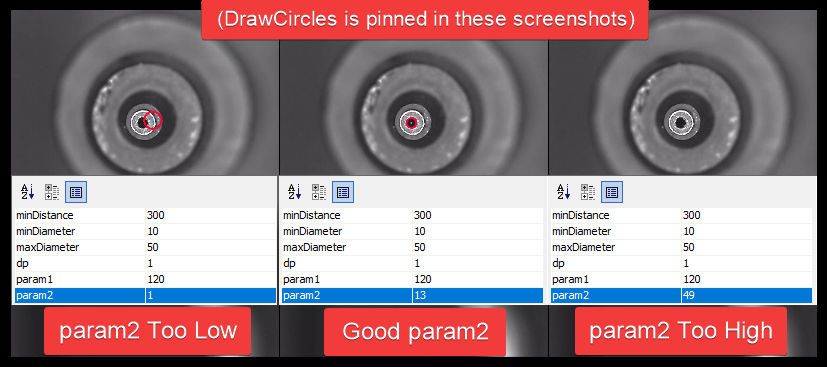 (DrawCircles is pinned in these screenshots)
minDistance 300
minDiameter 10
maxDiameter 50
dp 1
param1 120
param2 1
minDistance 300
minDiameter 10
maxDiameter 50
dp 1
param1 120
param2 13
minDistance 300
minDiameter 10
maxDiameter 50
dp 1
param1 120
param2 49
param2 Too Low
Good param2
param2 Too High